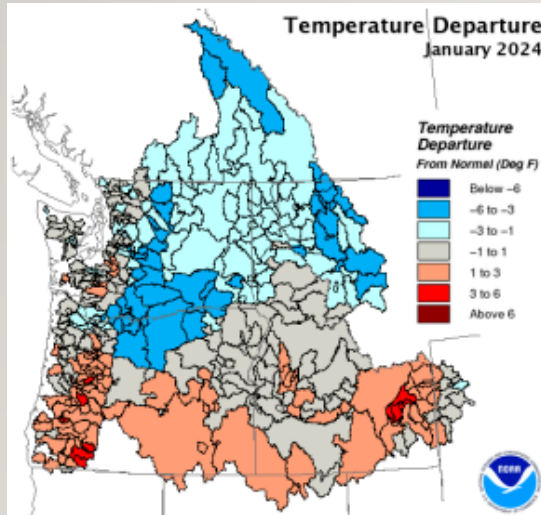 Temperature Departure
January 2024
Temperature
Departure
From Normal (Deg F)
Below -6
-6 to -3
-3 to -1
-1 to 1
1 to 3
3 to 6
Above 6
NOAA